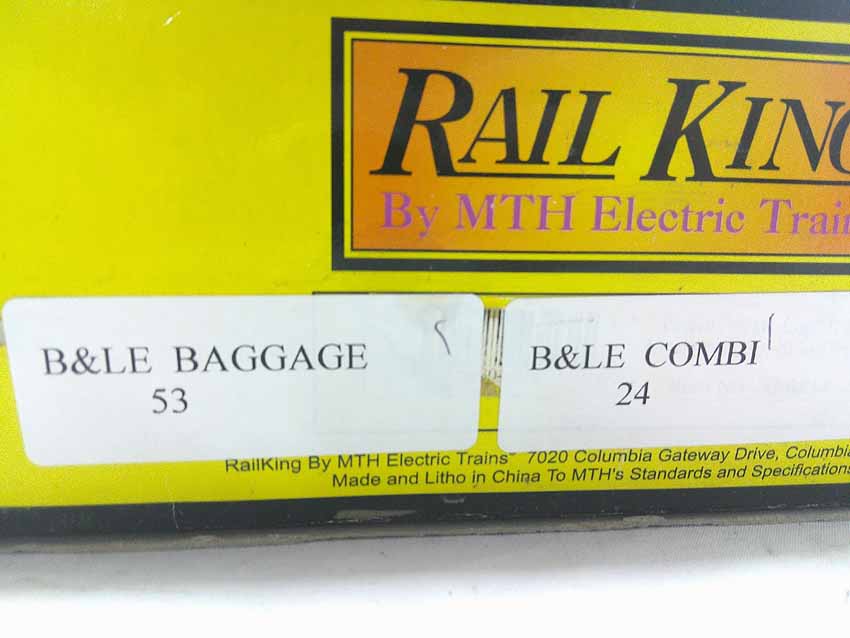 RAIL KING
By MTH Electric Train
B&LE BAGGAGE
53
B&LE COMBI
24
RailKing By MTH Electric Trains® 7020 Columbia Gateway Drive, Columbia
Made and Litho in China To MTH's Standards and Specifications